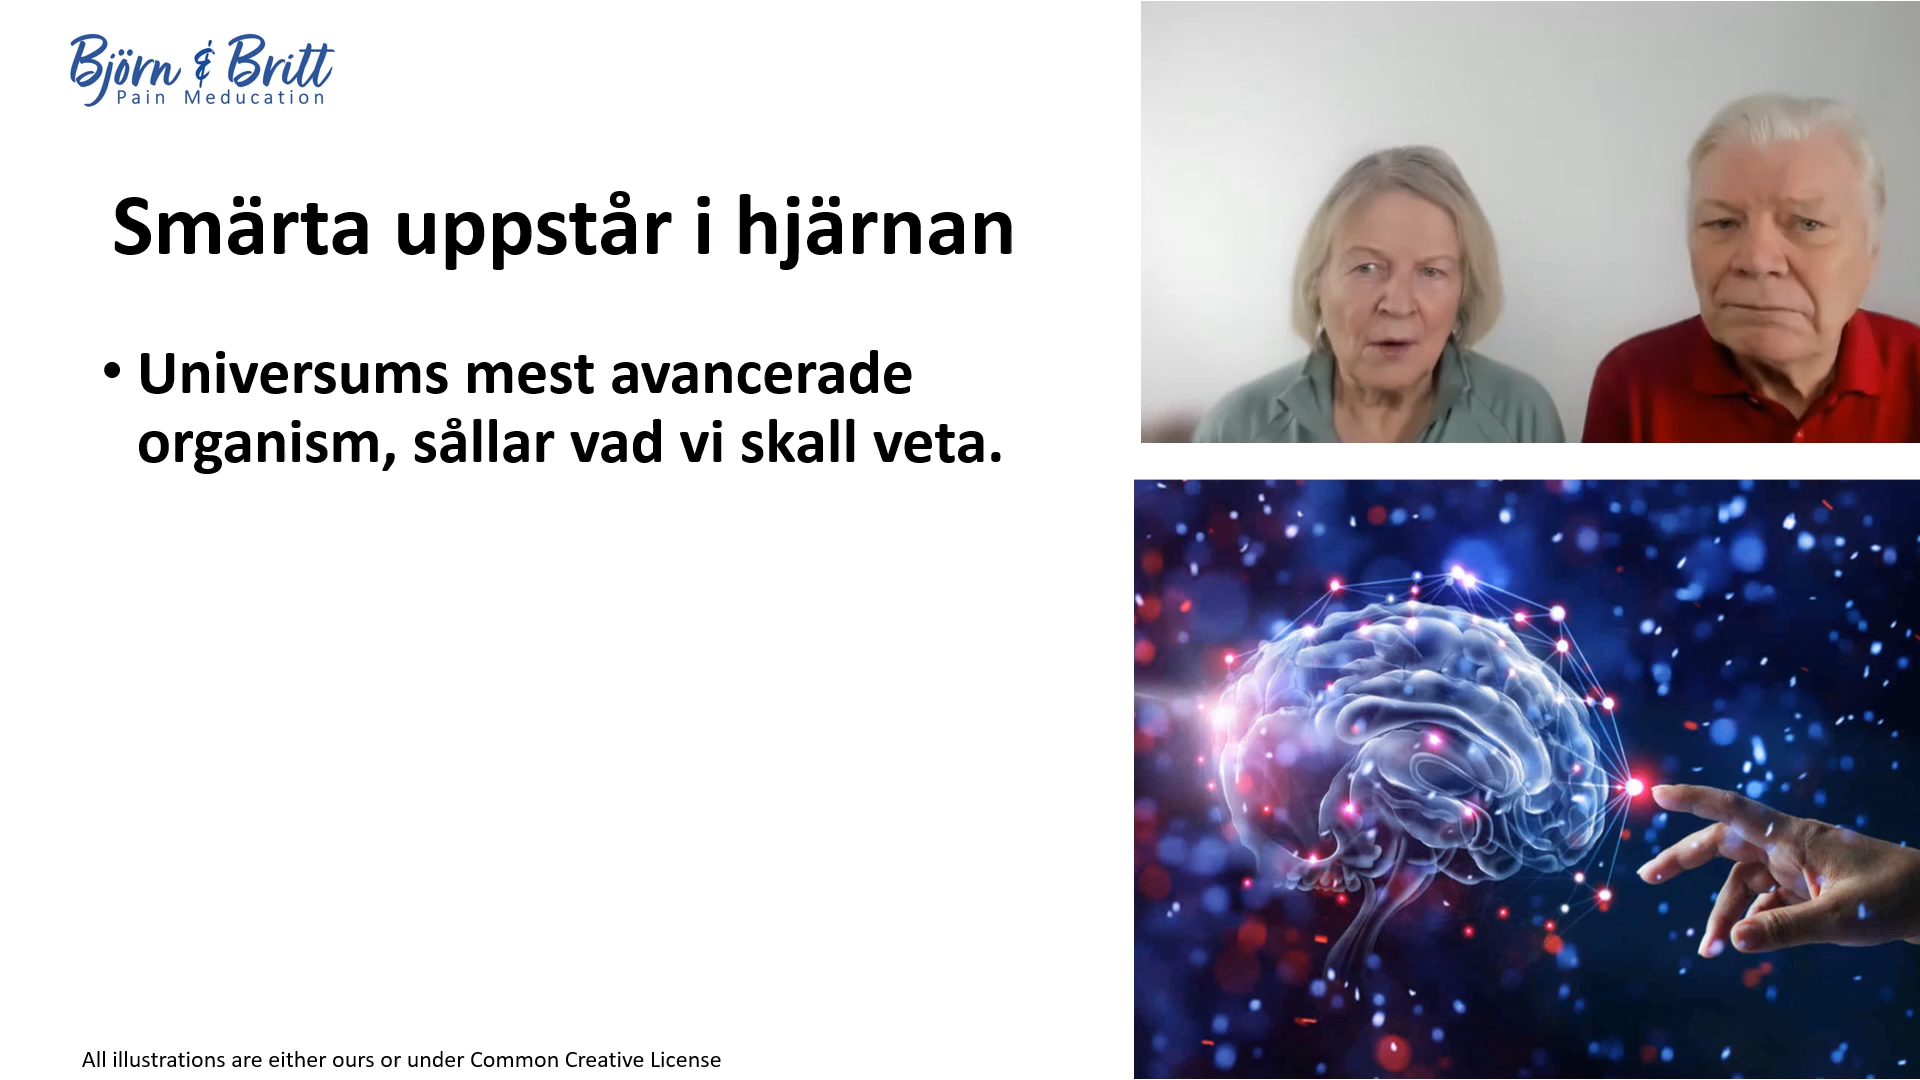 Björn & Britt
Pain Meducation
Smärta uppstår i hjärnan
• Universums mest avancerade
organism, sållar vad vi skall veta.
All illustrations are either ours or under Common Creative License